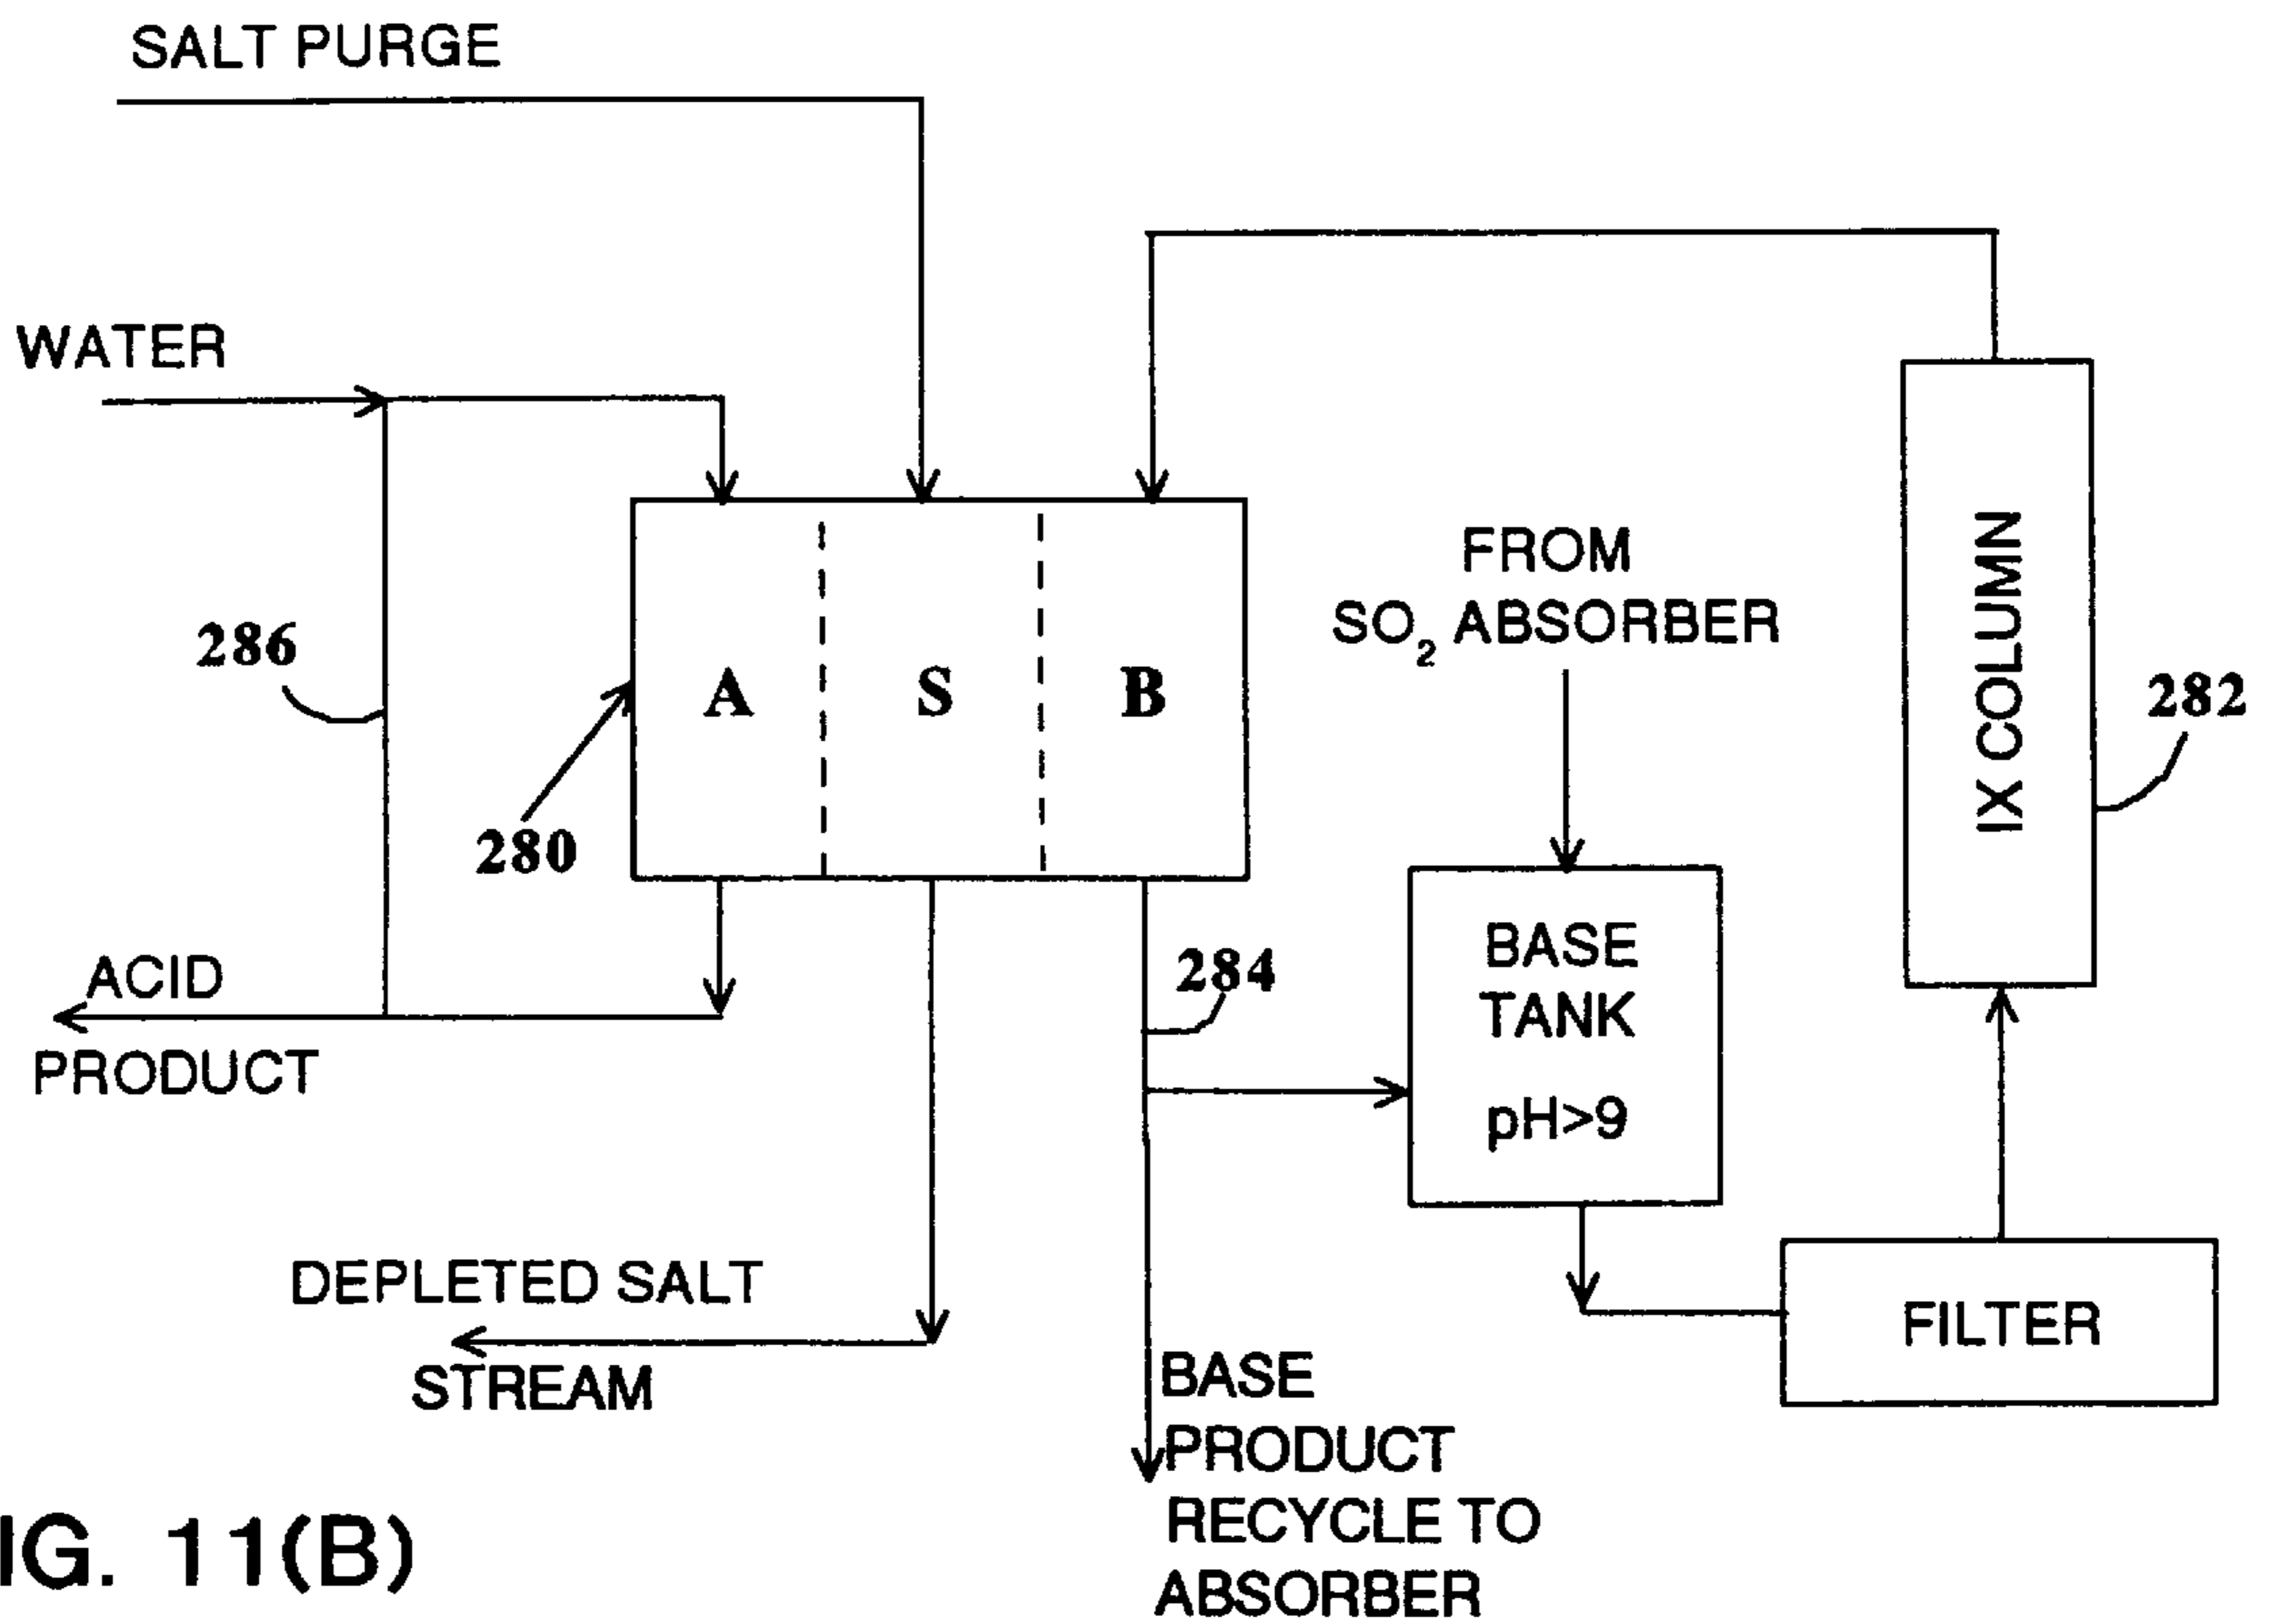 SALT PURGE
WATER
FROM
SO₂ ABSORBER
IX COLUMN
286
A
S
B
282
280
BASE
TANK
pH>9
284
ACID
PRODUCT
DEPLETED SALT
STREAM
FILTER
BASE
PRODUCT
RECYCLE TO
ABSORBER
IG. 11(B)